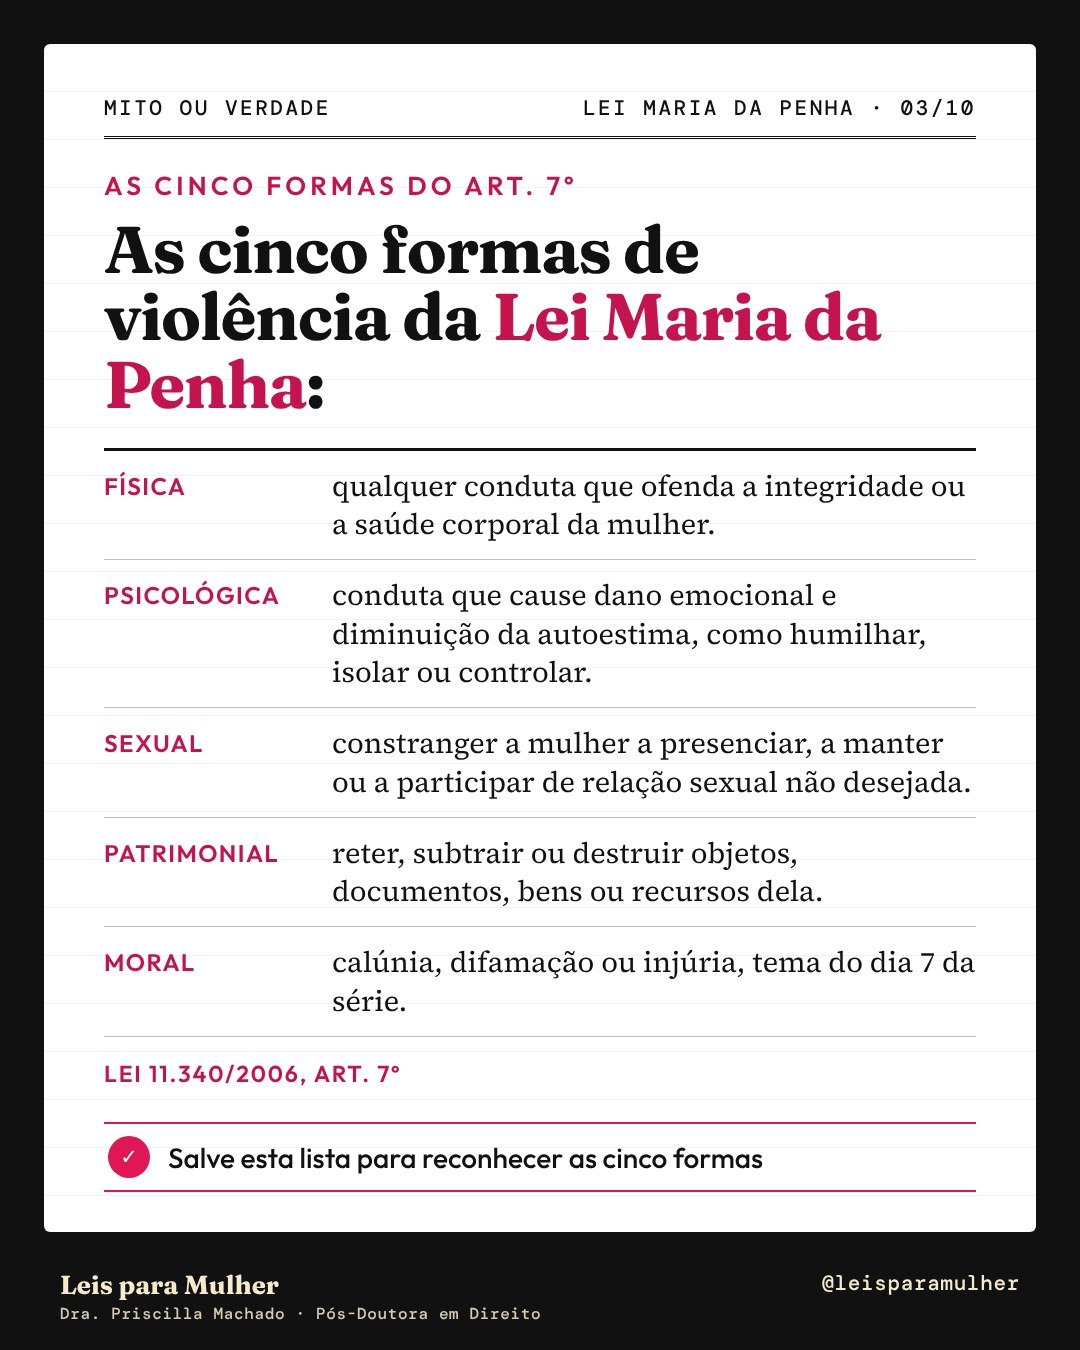 MITO OU VERDADE
LEI MARIA DA PENHA · 03/10
AS CINCO FORMAS DO ART. 7º
As cinco formas de
violência da Lei Maria da
Penha:
FÍSICA
qualquer conduta que ofenda a integridade ou
a saúde corporal da mulher.
PSICOLÓGICA
conduta que cause dano emocional e
diminuição da autoestima, como humilhar,
isolar ou controlar.
SEXUAL
constranger a mulher a presenciar, a manter
ou a participar de relação sexual não desejada.
PATRIMONIAL
reter, subtrair ou destruir objetos,
documentos, bens ou recursos dela.
MORAL
calúnia, difamação ou injúria, tema do dia 7 da
série.
LEI 11.340/2006, ART. 7º
✓ Salve esta lista para reconhecer as cinco formas
Leis para Mulher
@leisparamulher
Dra. Priscilla Machado · Pós-Doutora em Direito